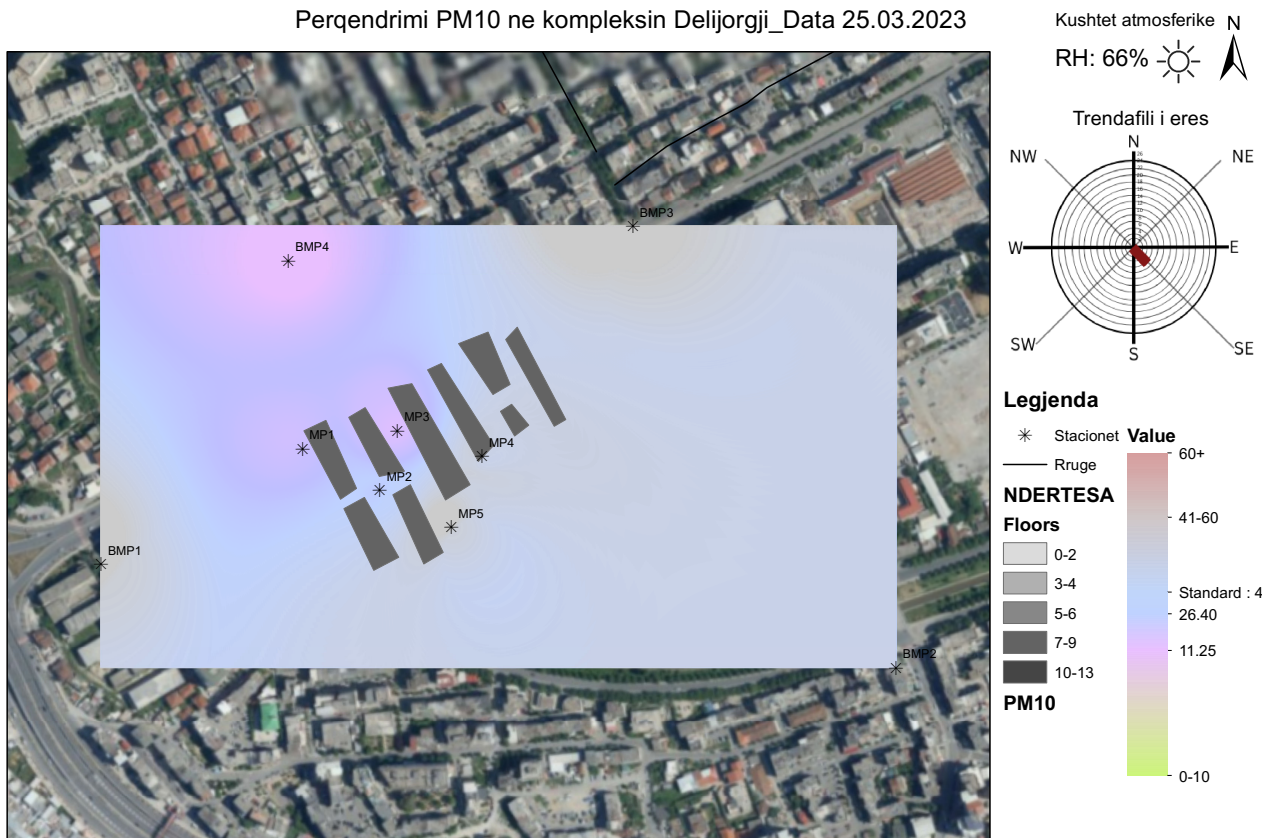 Perqendrimi PM10 ne kompleksin Delijorgji_Data 25.03.2023
Kushtet atmosferike
N
RH: 66%
Trendafili i eres
N
NW
NE
W
E
SW
SE
S
BMP3
BMP4
MP3
MP1
MP4
MP2
MP5
BMP1
BMP2
Legjenda
Stacionet
Rruge
NDERTESA
Floors
0-2
3-4
5-6
7-9
10-13
PM10
Value
60+
41-60
Standard : 4
26.40
11.25
0-10